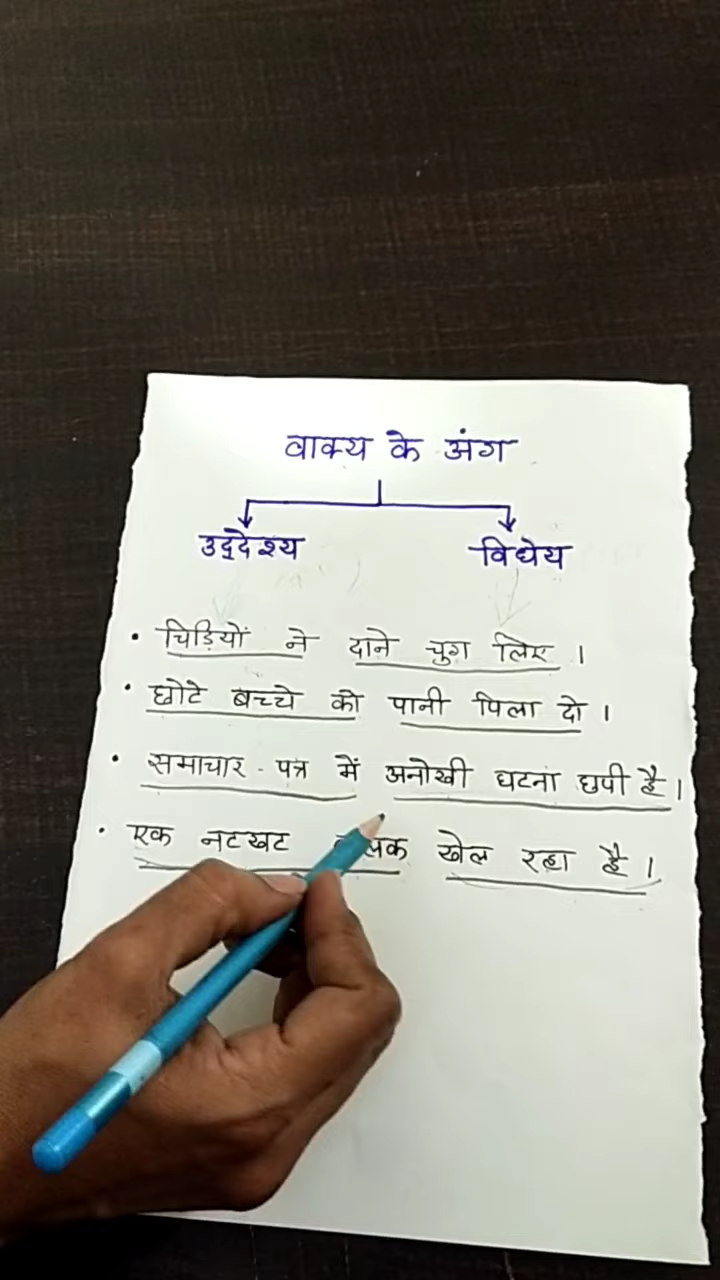 वाक्य के अंग
उद्देश्य विधेय
• चिड़ियों ने दाने चुग लिए ।
• छोटे बच्चे को पानी पिला दो ।
• समाचार - पत्र में अनोखी घटना छपी है ।
• एक नटखट खेल रहा है ।